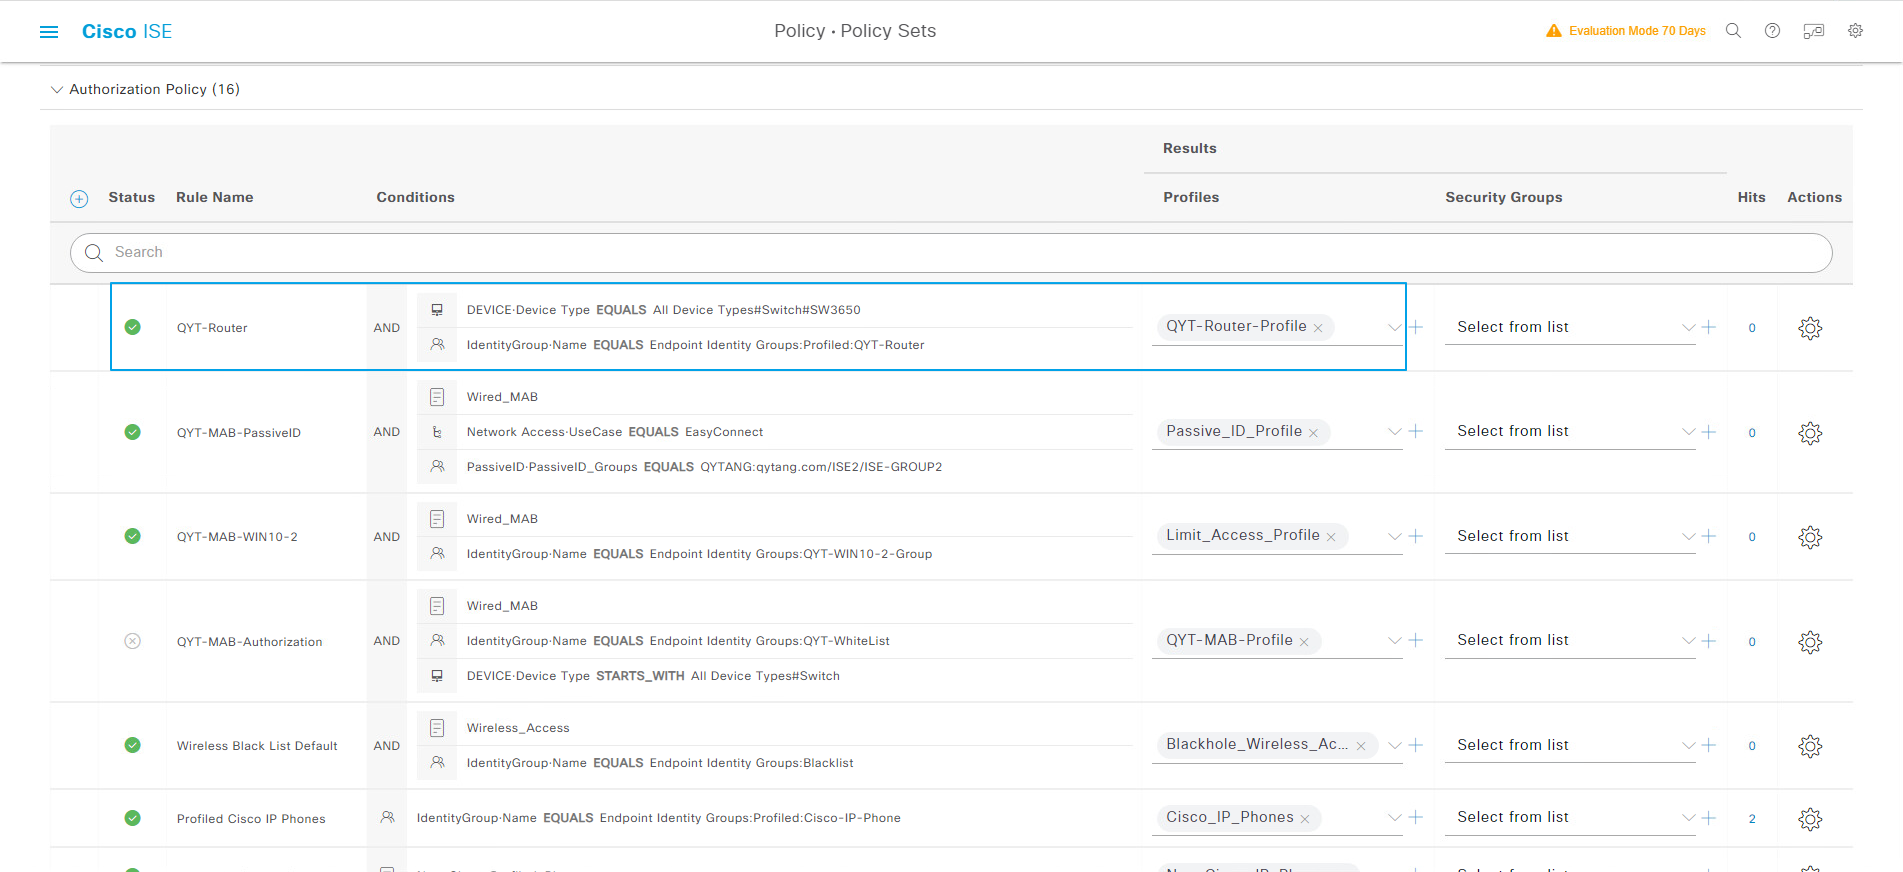 Cisco ISE
Policy · Policy Sets
Evaluation Mode 70 Days
Authorization Policy (16)
Results
Status Rule Name Conditions Profiles Security Groups Hits Actions
Search
QYT-Router AND
DEVICE·Device Type EQUALS All Device Types#Switch#SW3650
IdentityGroup·Name EQUALS Endpoint Identity Groups:Profiled:QYT-Router
QYT-Router-Profile Select from list 0
QYT-MAB-PassiveID AND
Wired_MAB
Network Access·UseCase EQUALS EasyConnect
PassiveID·PassiveID_Groups EQUALS QYTANG:qytang.com/ISE2/ISE-GROUP2
Passive_ID_Profile Select from list 0
QYT-MAB-WIN10-2 AND
Wired_MAB
IdentityGroup·Name EQUALS Endpoint Identity Groups:QYT-WIN10-2-Group
Limit_Access_Profile Select from list 0
QYT-MAB-Authorization AND
Wired_MAB
IdentityGroup·Name EQUALS Endpoint Identity Groups:QYT-WhiteList
DEVICE·Device Type STARTS_WITH All Device Types#Switch
QYT-MAB-Profile Select from list 0
Wireless Black List Default AND
Wireless_Access
IdentityGroup·Name EQUALS Endpoint Identity Groups:Blacklist
Blackhole_Wireless_Ac... Select from list 0
Profiled Cisco IP Phones
IdentityGroup·Name EQUALS Endpoint Identity Groups:Profiled:Cisco-IP-Phone
Cisco_IP_Phones Select from list 2